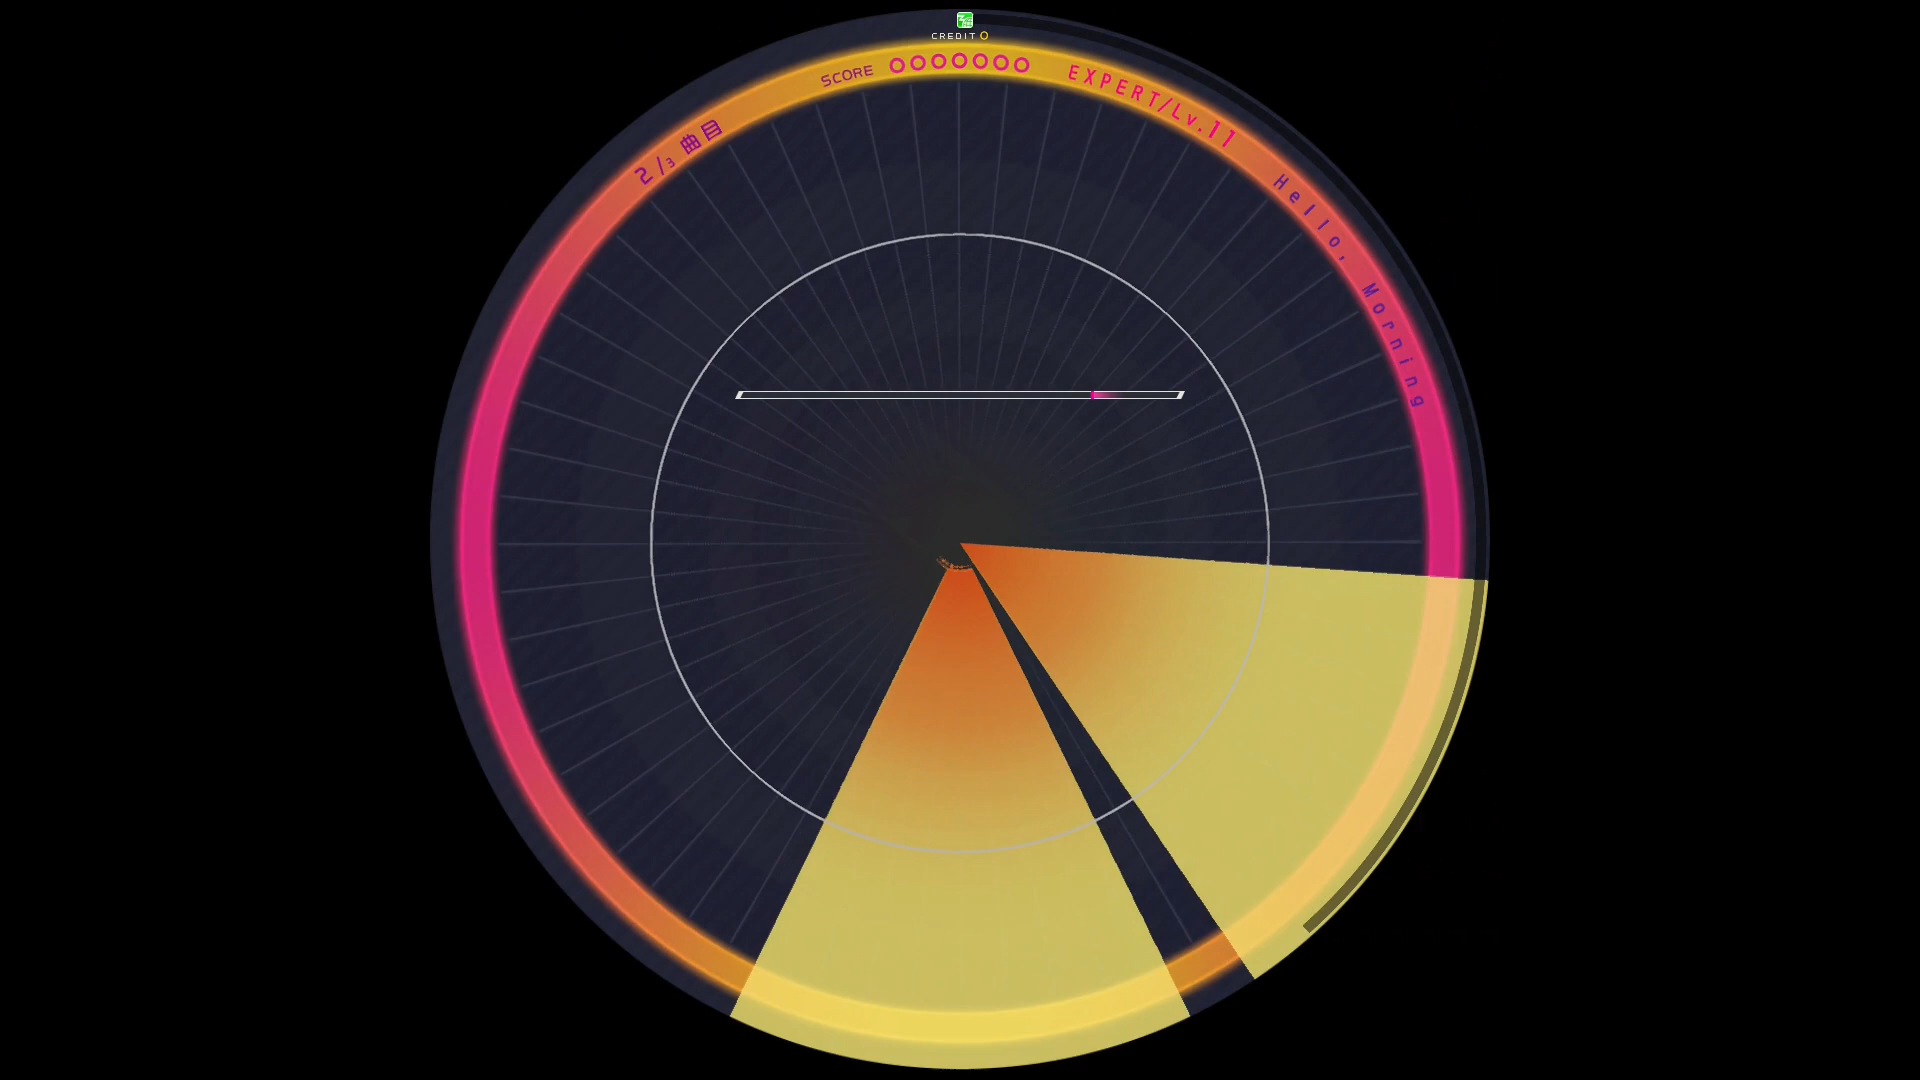 CREDIT 0
2/3 曲目
SCORE 0000000
EXPERT/Lv.11
Hello, Morning